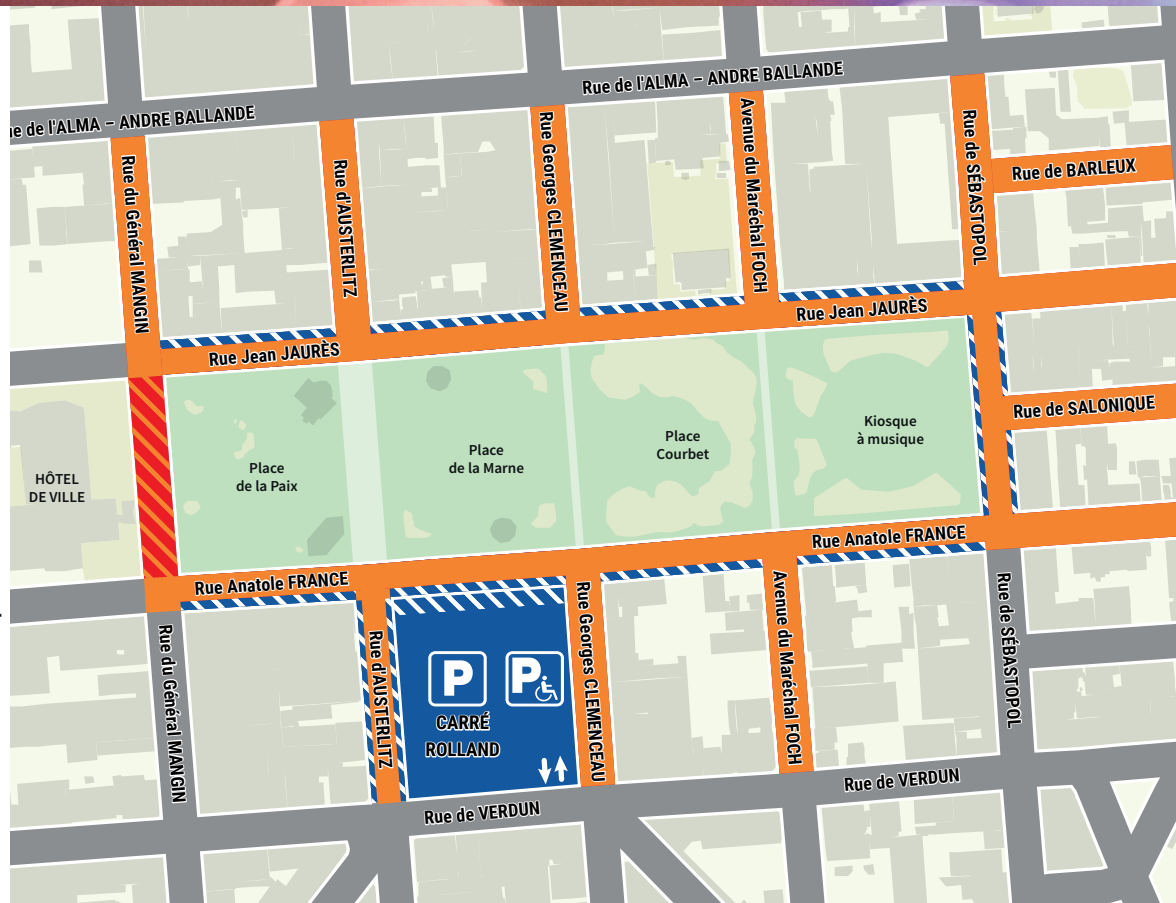 Rue de l'ALMA – ANDRE BALLANDE
de l'ALMA – ANDRE BALLANDE
Rue du Général MANGIN
Rue d'AUSTERLITZ
Rue Georges CLEMENCEAU
Avenue du Maréchal FOCH
Rue de SÉBASTOPOL
Rue de BARLEUX
Rue Jean JAURÈS
Rue Jean JAURÈS
Rue de SALONIQUE
Kiosque
à musique
Place
Courbet
Place
de la Marne
Place
de la Paix
HÔTEL
DE VILLE
Rue Anatole FRANCE
Rue Anatole FRANCE
Rue du Général MANGIN
Rue d'AUSTERLITZ
P
P
CARRÉ
ROLLAND
Rue Georges CLEMENCEAU
Avenue du Maréchal FOCH
Rue de SÉBASTOPOL
Rue de VERDUN
Rue de VERDUN